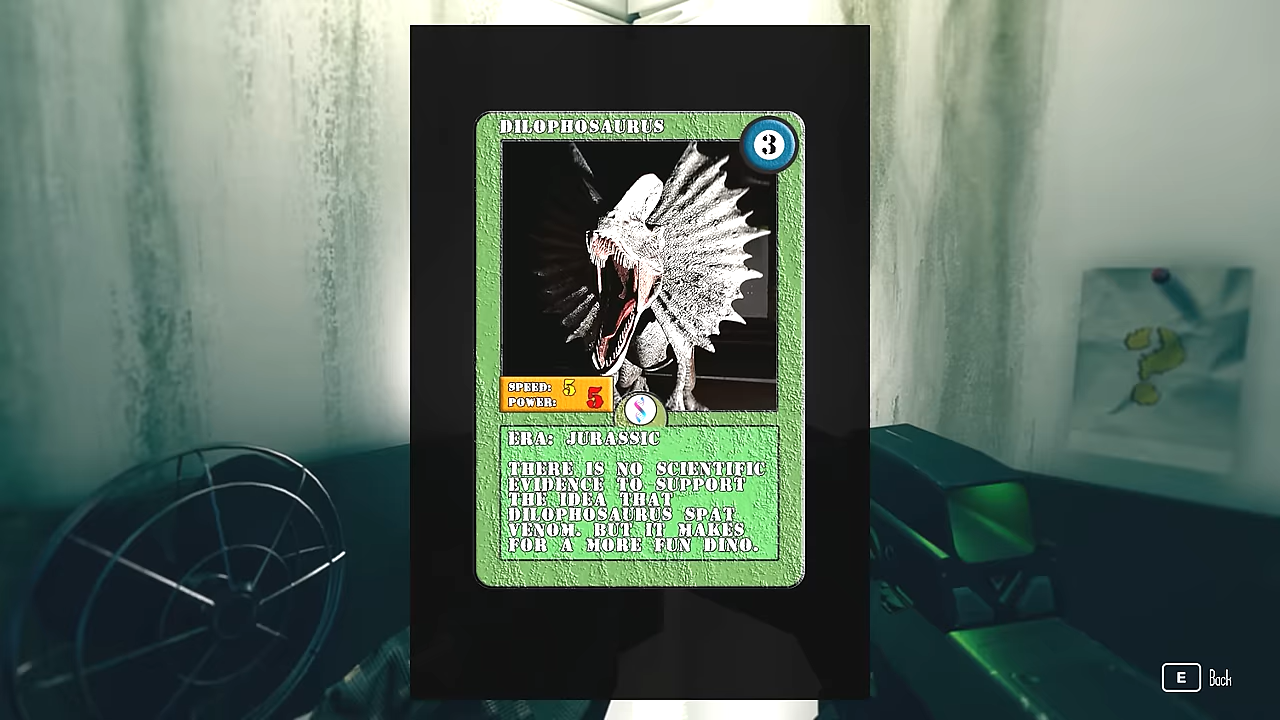 DILOPHOSAURUS
3
SPEED: 5
POWER: 5
ERA: JURASSIC
THERE IS NO SCIENTIFIC
EVIDENCE TO SUPPORT
THE IDEA THAT
DILOPHOSAURUS SPAT
VENOM. BUT IT MAKES
FOR A MORE FUN DINO.
?
E Back